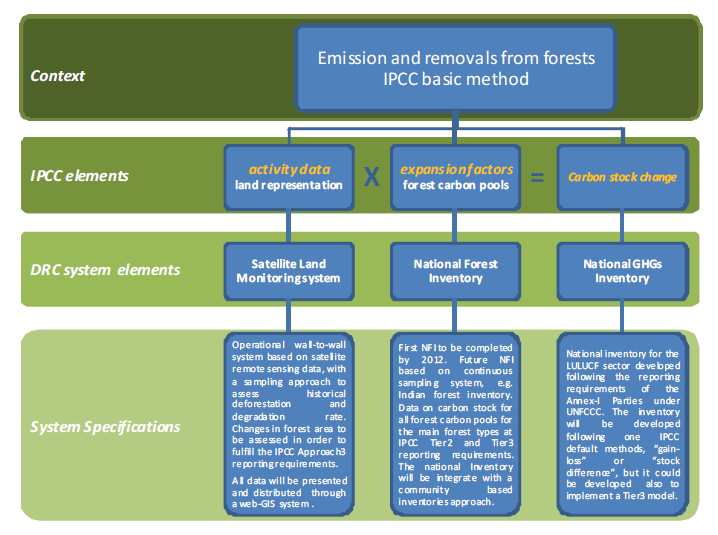 Context
Emission and removals from forests
IPCC basic method
IPCC elements
activity data
land representation
X
expansion factors
forest carbon pools
=
Carbon stock change
DRC system elements
Satellite Land
Monitoring system
National Forest
Inventory
National GHGs
Inventory
System Specifications
Operational wall-to-wall
system based on satellite
remote sensing data, with
a sampling approach to
assess historical
deforestation and
degradation rate.
Changes in forest area to
be assessed in order to
fulfill the IPCC Approach3
reporting requirements.
All data will be presented
and distributed through
a web-GIS system .
First NFI to be completed
by 2012. Future NFI
based on continuous
sampling system, e.g.
Indian forest inventory.
Data on carbon stock for
all forest carbon pools for
the main forest types at
IPCC Tier2 and Tier3
reporting requirements.
The national Inventory
will be integrate with a
community based
inventories approach.
National inventory for the
LULUCF sector developed
following the reporting
requirements of the
Annex-I Parties under
UNFCCC. The inventory
will be developed
following one IPCC
default methods, “gain-
loss” or “stock
difference”, but it could
be developed also to
implement a Tier3 model.